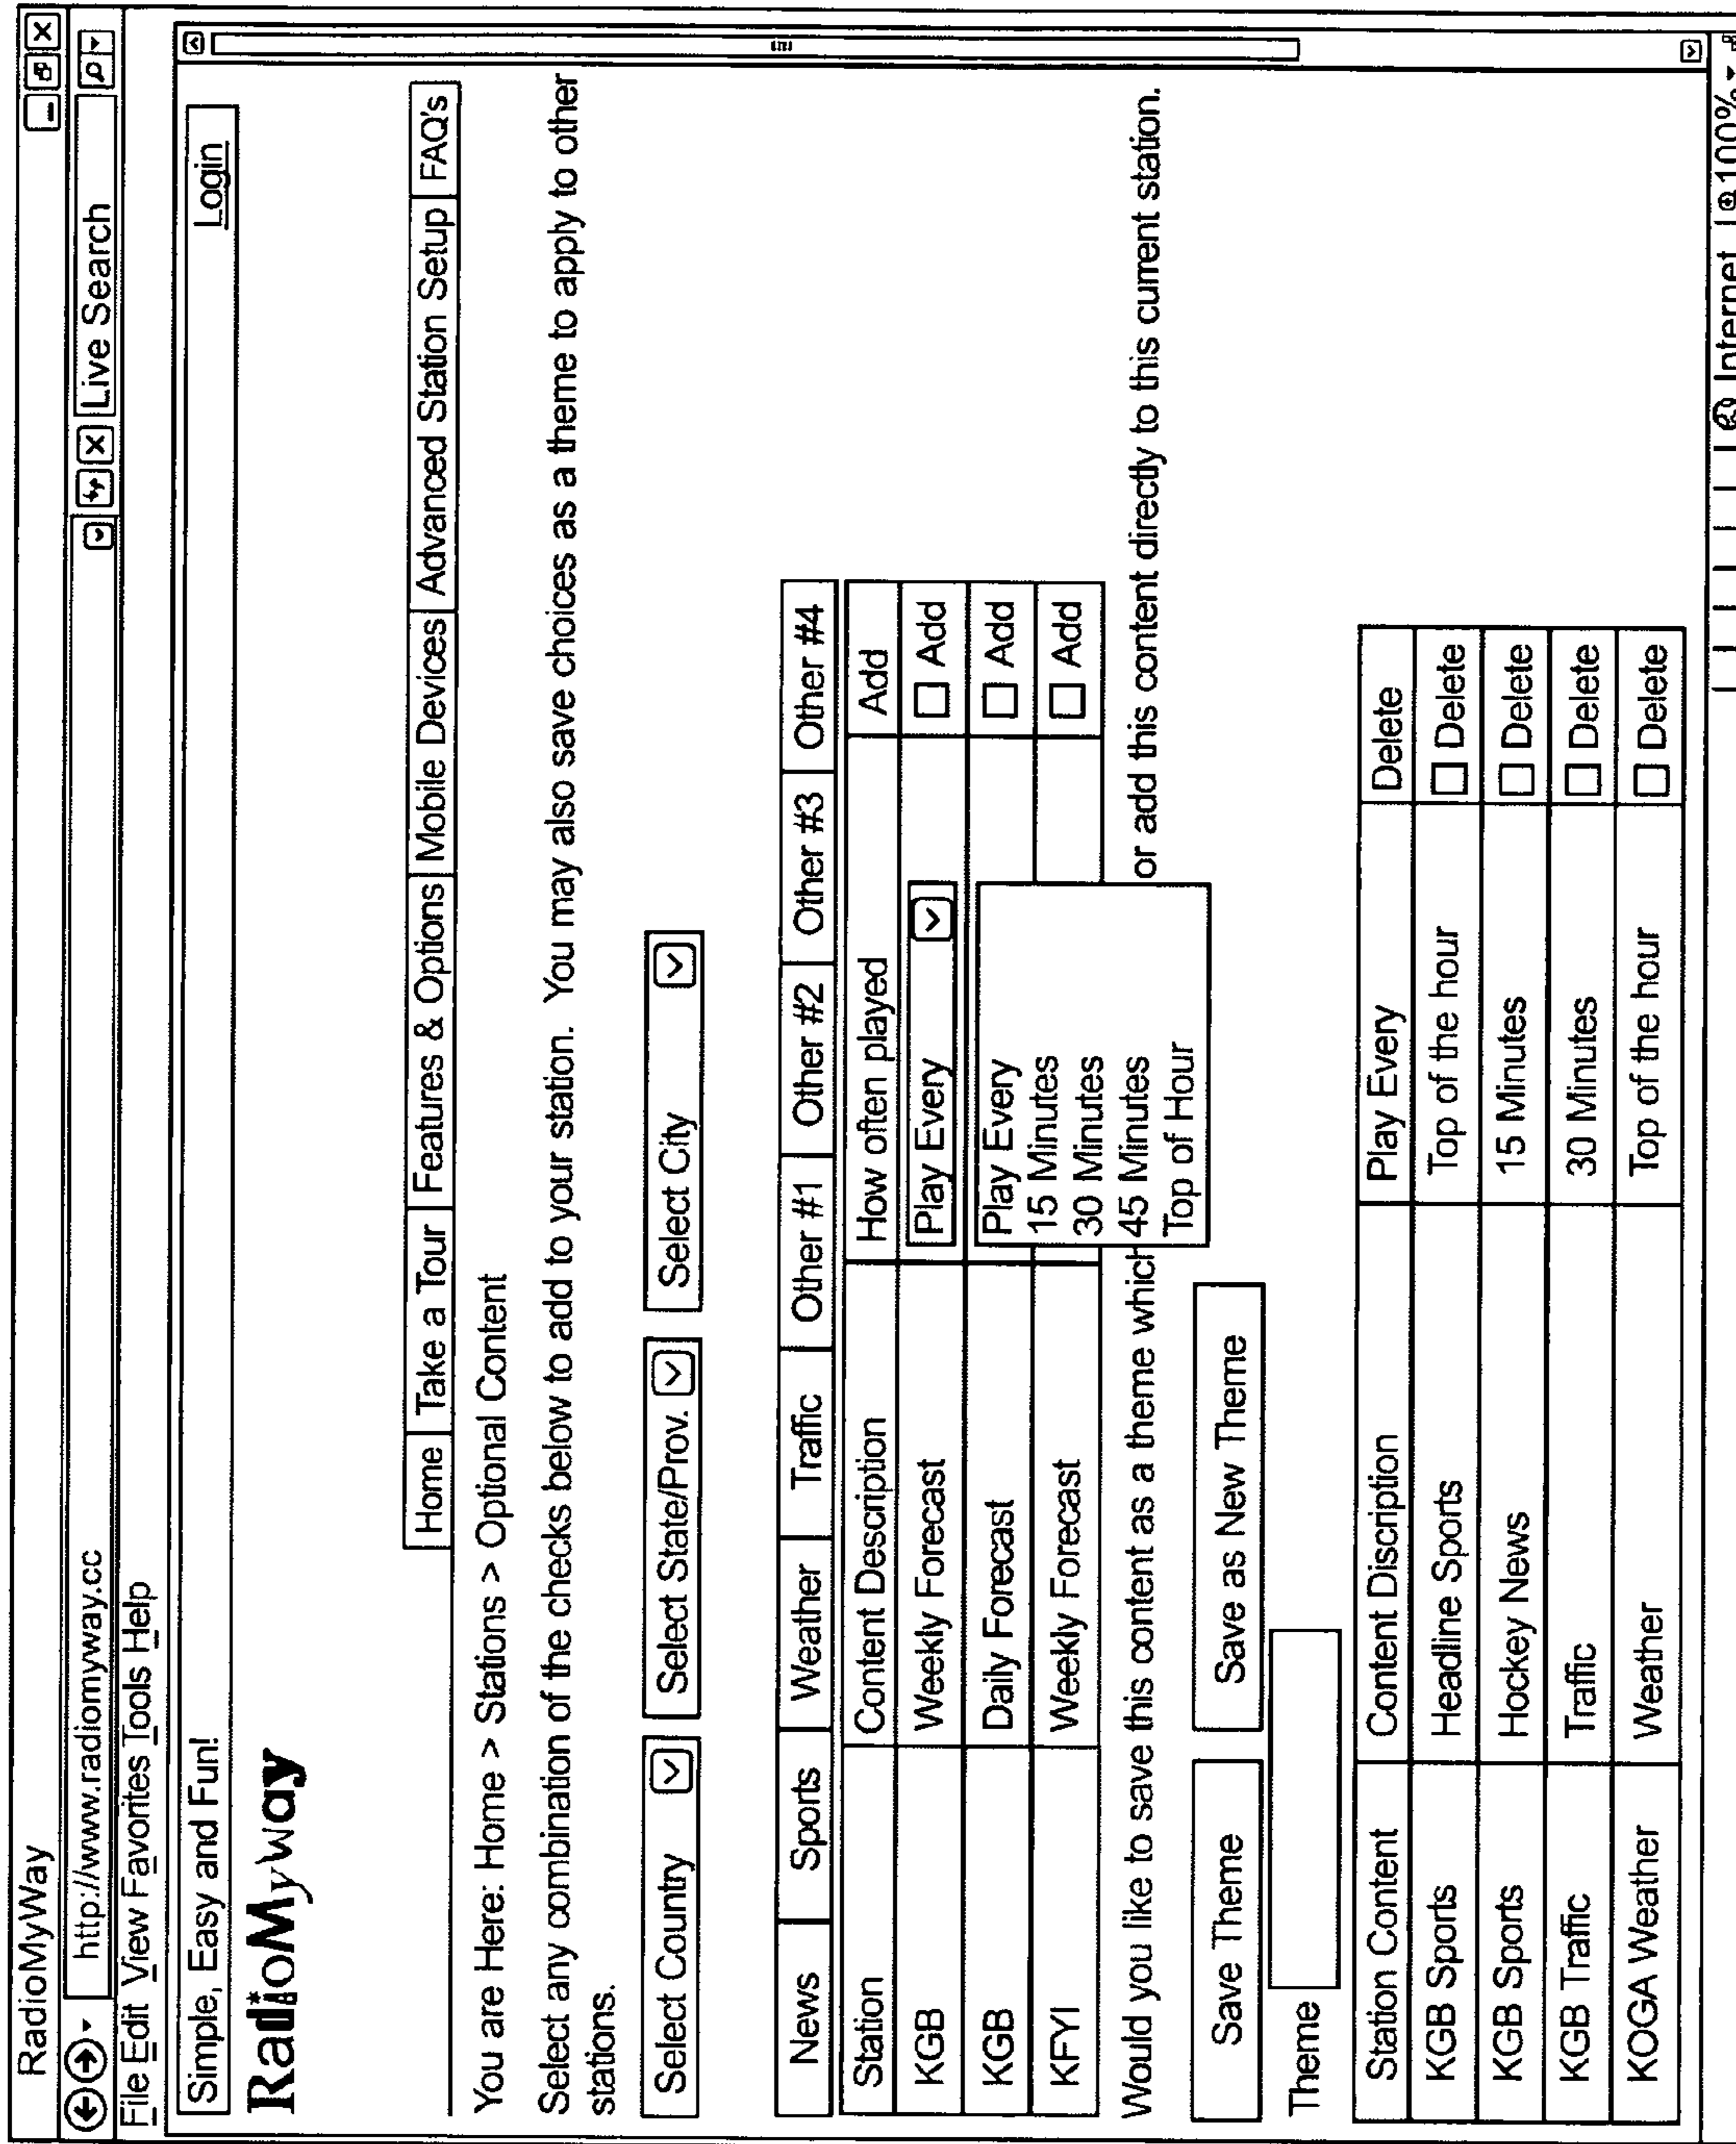 RadioMyWay
http://www.radiomyway.cc Live Search
File Edit View Favorites Tools Help
Simple, Easy and Fun! Login
RadioMyway
Home Take a Tour Features & Options Mobile Devices Advanced Station Setup FAQ's
You are Here: Home > Stations > Optional Content
Select any combination of the checks below to add to your station. You may also save choices as a theme to apply to other
stations.
Select Country Select State/Prov. Select City
News Sports Weather Traffic Other #1 Other #2 Other #3 Other #4
Station Content Description How often played Add
KGB Weekly Forecast Play Every Add
KGB Daily Forecast Add
KFYI Weekly Forecast Add
Play Every
15 Minutes
30 Minutes
45 Minutes
Top of Hour
Would you like to save this content as a theme which or add this content directly to this current station.
Save Theme Save as New Theme
Theme
Station Content Content Discription Play Every Delete
KGB Sports Headline Sports Top of the hour Delete
KGB Sports Hockey News 15 Minutes Delete
KGB Traffic Traffic 30 Minutes Delete
KOGA Weather Weather Top of the hour Delete
Internet 100%